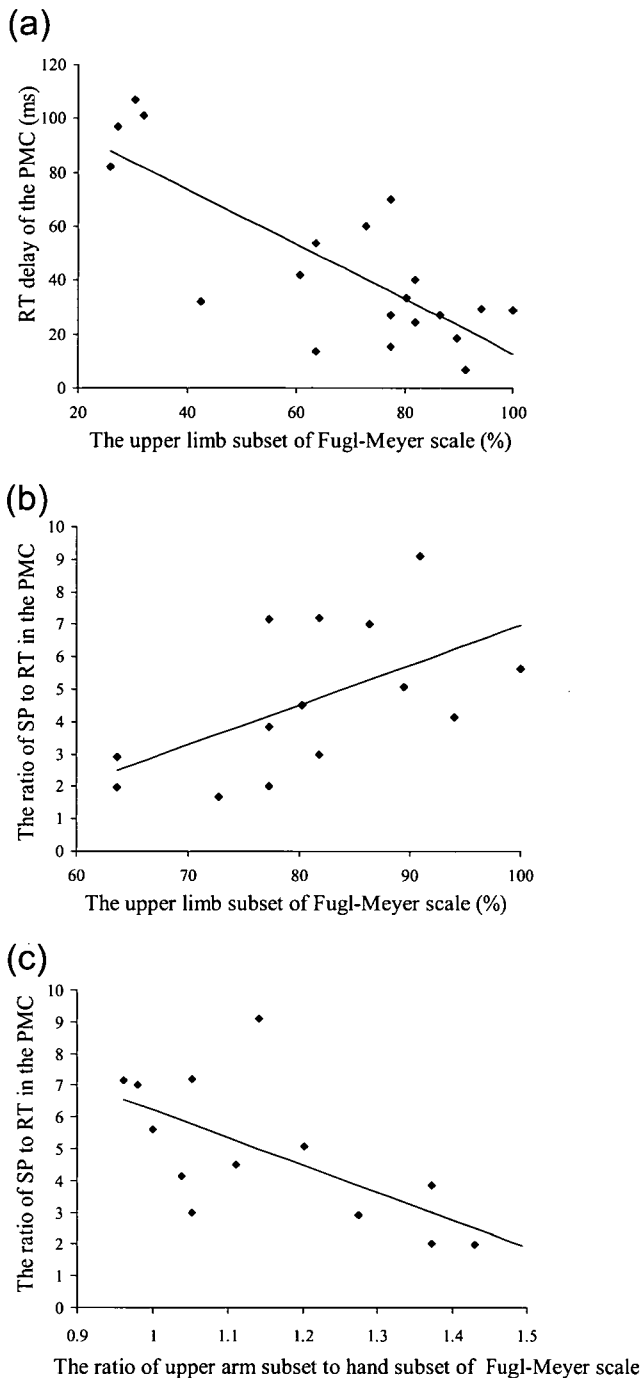 (a)
RT delay of the PMC (ms)
120
100
80
60
40
20
0
20 40 60 80 100
The upper limb subset of Fugl-Meyer scale (%)
(b)
The ratio of SP to RT in the PMC
10
9
8
7
6
5
4
3
2
1
0
60 70 80 90 100
The upper limb subset of Fugl-Meyer scale (%)
(c)
The ratio of SP to RT in the PMC
10
9
8
7
6
5
4
3
2
1
0
0.9 1 1.1 1.2 1.3 1.4 1.5
The ratio of upper arm subset to hand subset of Fugl-Meyer scale